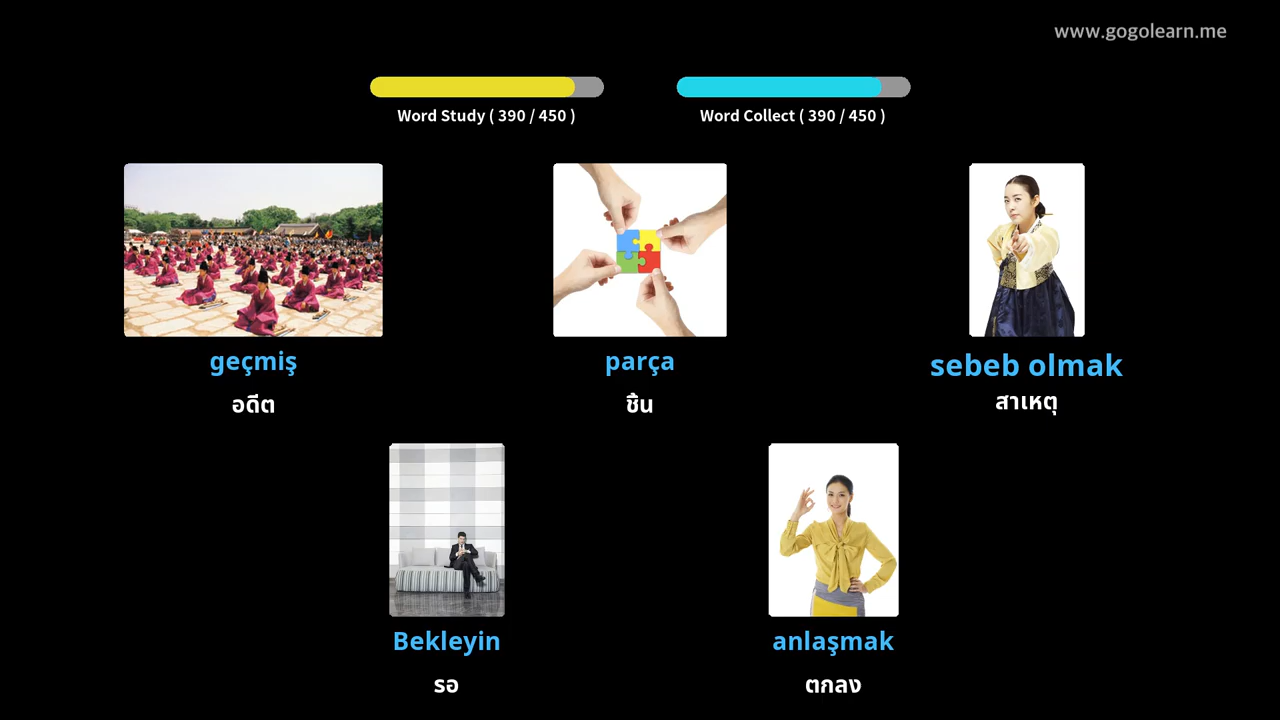 www.gogolearn.me
Word Study ( 390 / 450 )
Word Collect ( 390 / 450 )
geçmiş
parça
sebeb olmak
อดีต
ชิ้น
สาเหตุ
Bekleyin
anlaşmak
รอ
ตกลง